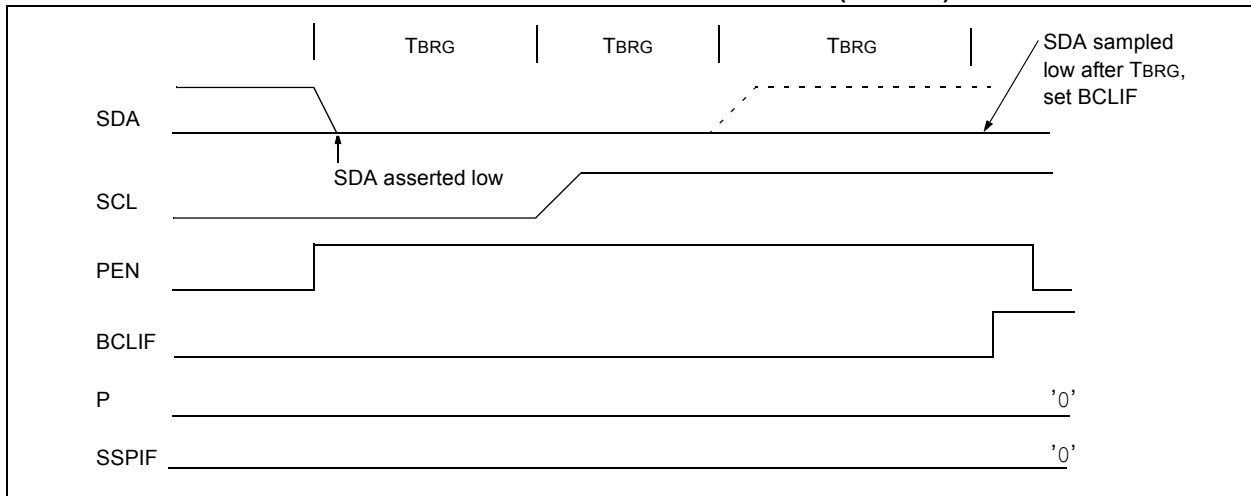 TBRG TBRG TBRG
SDA sampled
low after TBRG,
set BCLIF
SDA
SDA asserted low
SCL
PEN
BCLIF
P '0'
SSPIF '0'